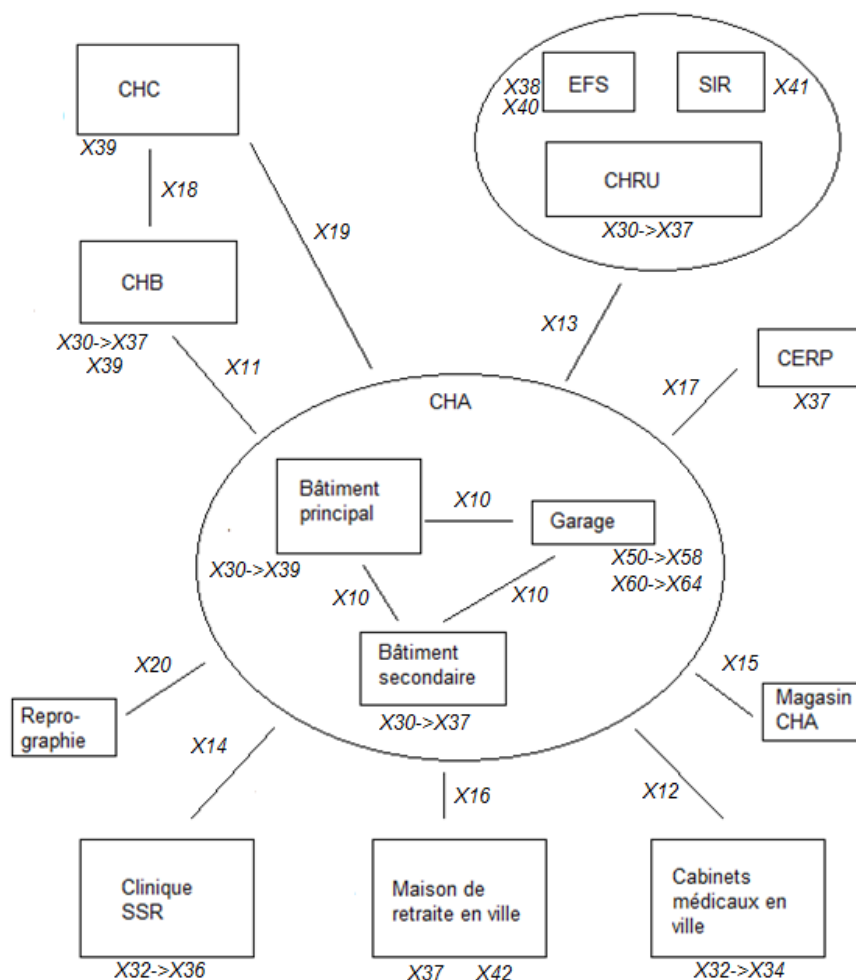 CHC
X39
X18
X19
CHB
X30->X37
X39
X11
X38
X40
EFS
SIR
X41
CHRU
X30->X37
X13
CERP
X37
X17
CHA
Bâtiment
principal
X30->X39
X10
Garage
X50->X58
X60->X64
X10
X10
Bâtiment
secondaire
X30->X37
X20
Repro-
graphie
X15
Magasin
CHA
X14
X16
X12
Clinique
SSR
X32->X36
Maison de
retraite en ville
X37 X42
Cabinets
médicaux en
ville
X32->X34